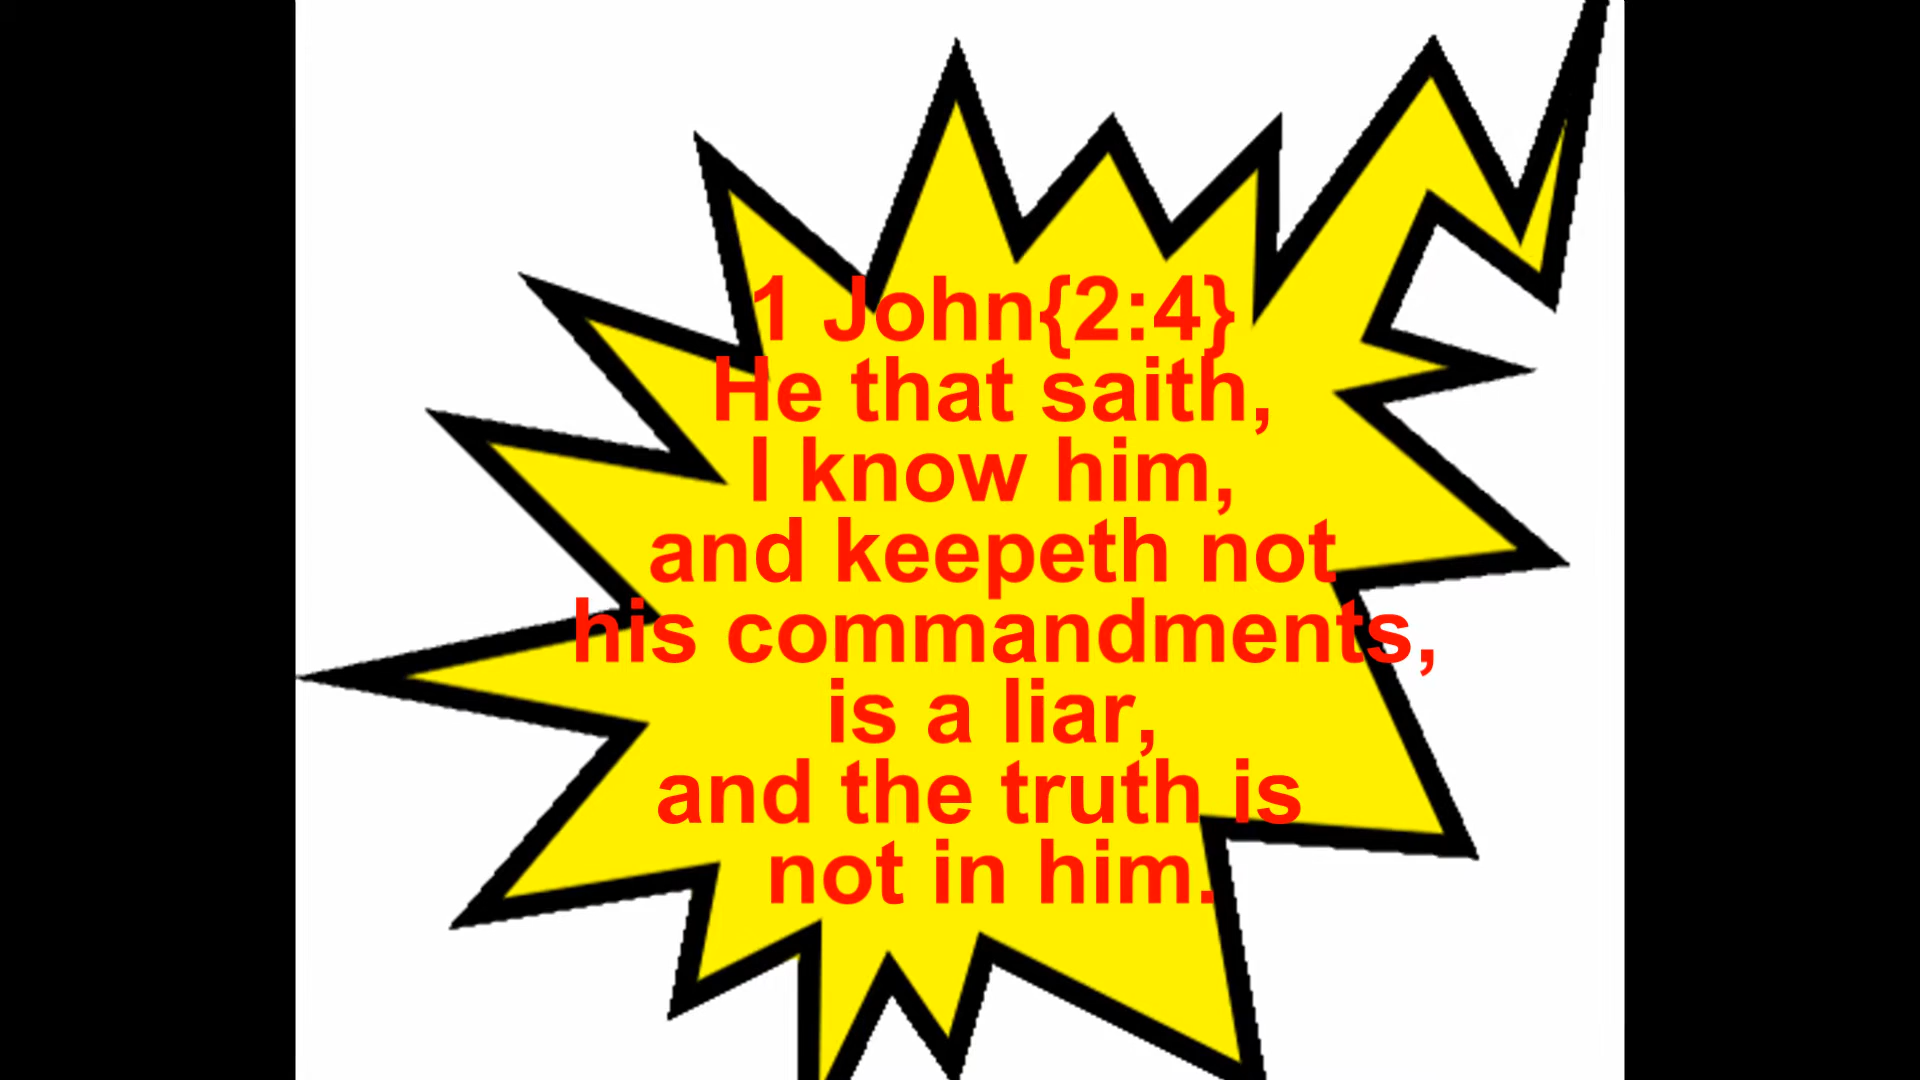 1 John{2:4}
He that saith,
I know him,
and keepeth not
his commandments,
is a liar,
and the truth is
not in him.